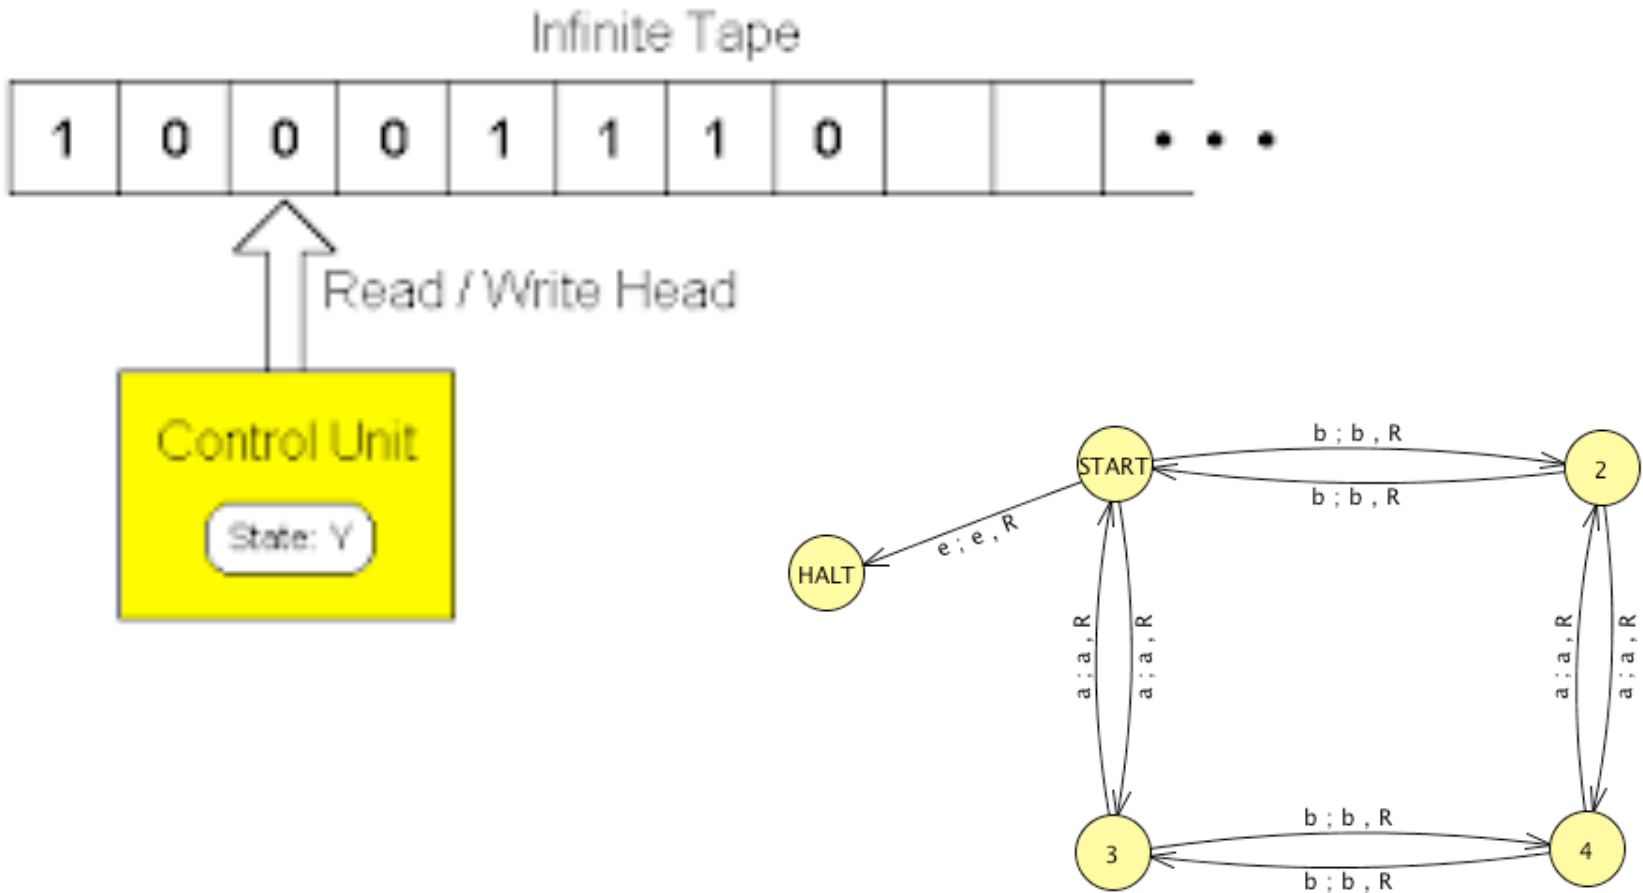 Infinite Tape
1 0 0 0 1 1 1 0 • • •
Read / Write Head
Control Unit
State: Y
b ; b , R
START
2
b ; b , R
e ; e , R
HALT
a ; a , R
a ; a , R
a ; a , R
a ; a , R
b ; b , R
3
4
b ; b , R